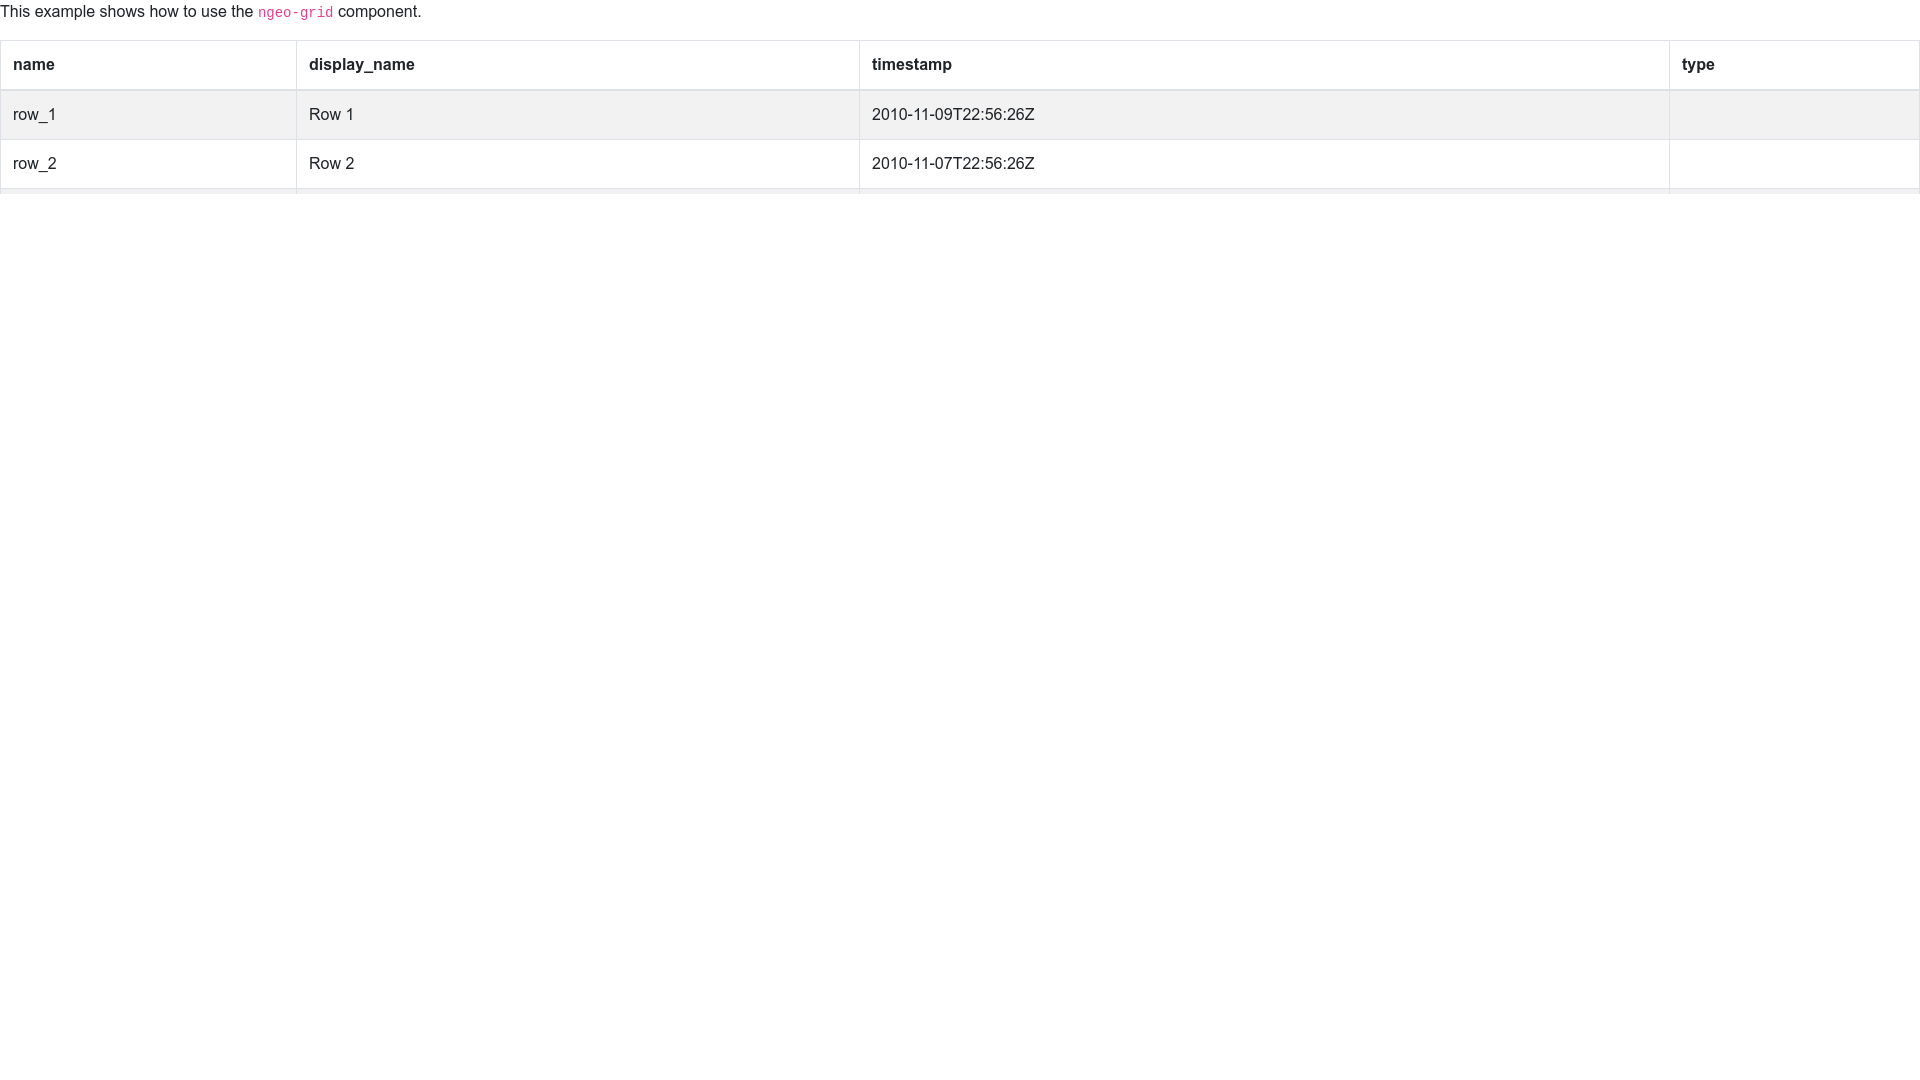 This example shows how to use the ngeo-grid component.
name display_name timestamp type
row_1 Row 1 2010-11-09T22:56:26Z
row_2 Row 2 2010-11-07T22:56:26Z